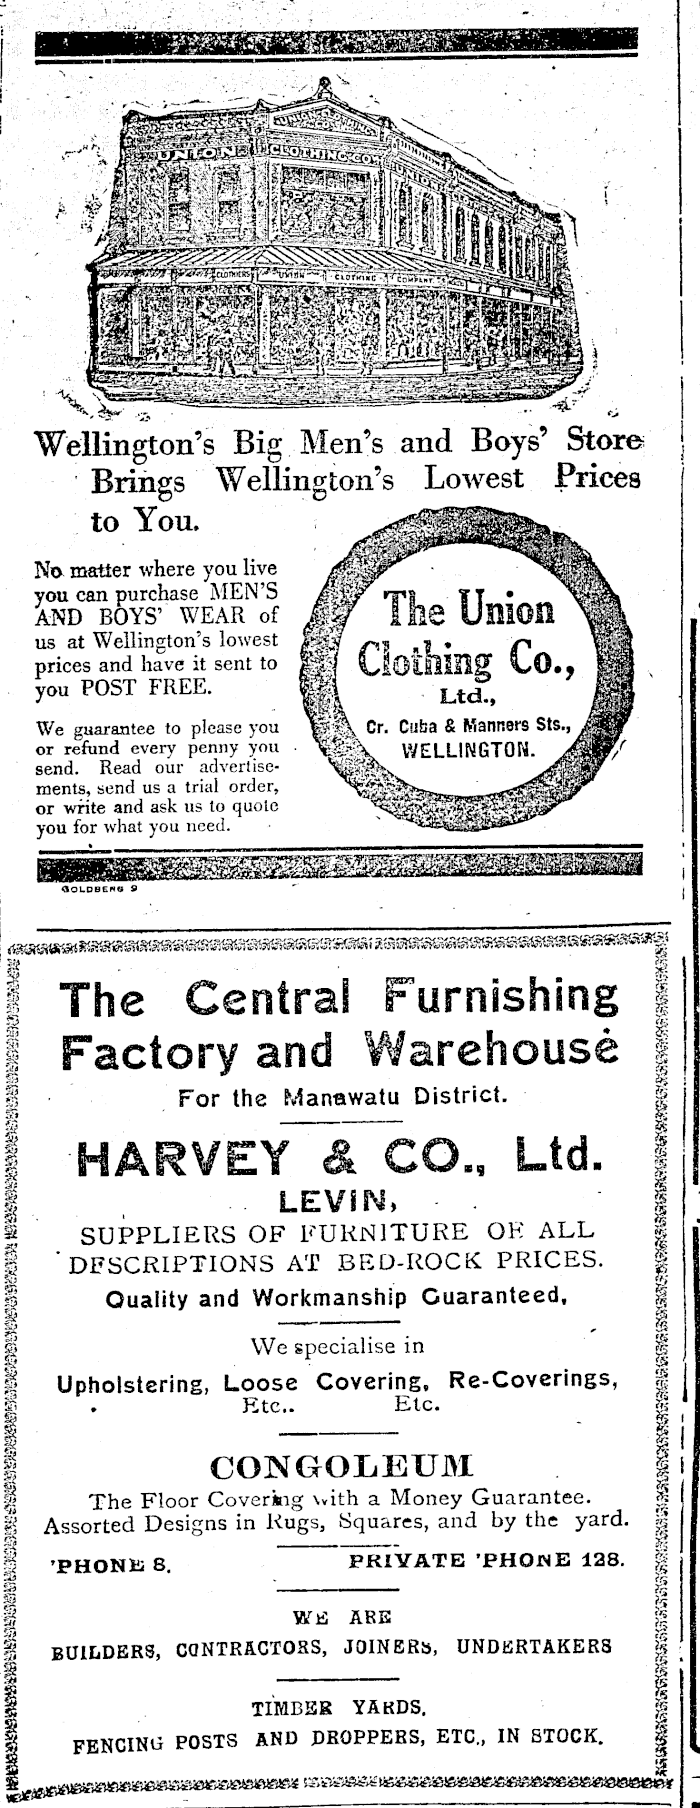 UNION CLOTHING CO.
UNION CLOTHING COY
CLOTHIERS UNION CLOTHING COMPANY
Wellington's Big Men's and Boys' Store
Brings Wellington's Lowest Prices
to You.
No matter where you live
you can purchase MEN'S
AND BOYS' WEAR of
us at Wellington's lowest
prices and have it sent to
you POST FREE.
We guarantee to please you
or refund every penny you
send. Read our advertise-
ments, send us a trial order,
or write and ask us to quote
you for what you need.
The Union
Clothing Co.,
Ltd.,
Cr. Cuba & Manners Sts.,
WELLINGTON.
GOLDBERG 9
The Central Furnishing
Factory and Warehouse
For the Manawatu District.
HARVEY & CO., Ltd.
LEVIN,
SUPPLIERS OF FURNITURE OF ALL
DESCRIPTIONS AT BED-ROCK PRICES.
Quality and Workmanship Guaranteed,
We specialise in
Upholstering, Loose Covering, Re-Coverings,
Etc.. Etc.
CONGOLEUM
The Floor Covering with a Money Guarantee.
Assorted Designs in Rugs, Squares, and by the yard.
'PHONE 8. PRIVATE 'PHONE 128.
WE ARE
BUILDERS, CONTRACTORS, JOINERS, UNDERTAKERS
TIMBER YARDS.
FENCING POSTS AND DROPPERS, ETC., IN STOCK.